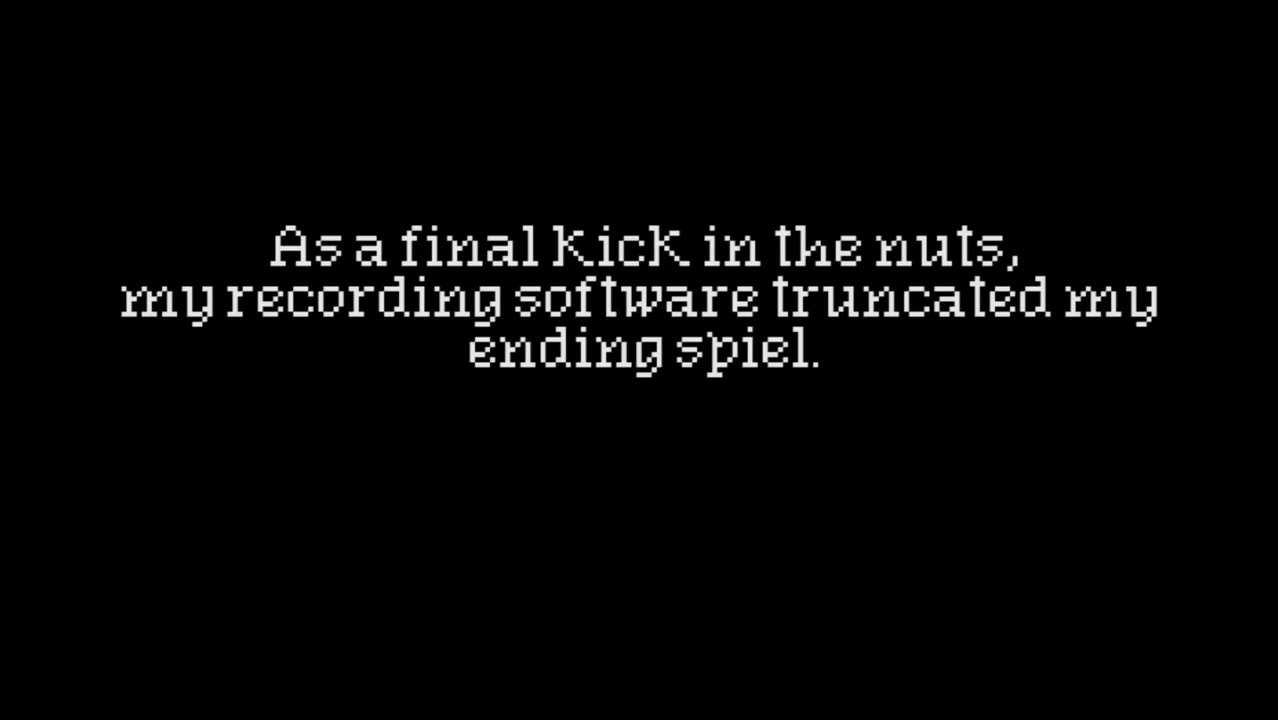 As a final kick in the nuts,
my recording software truncated my
ending spiel.